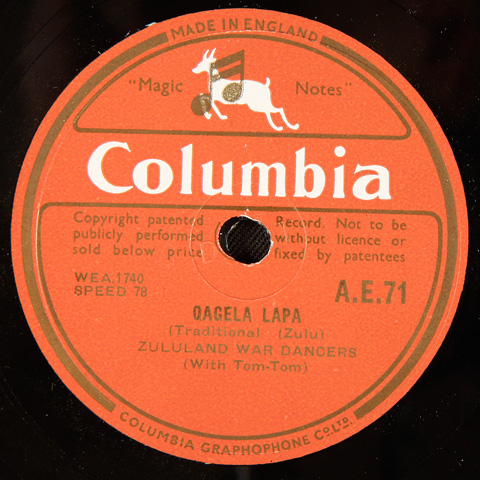 MADE IN ENGLAND
"Magic Notes"
Columbia
Copyright patented Record. Not to be
publicly performed without licence or
sold below price fixed by patentees
WEA.1740
SPEED 78
A.E.71
QAGELA LAPA
(Traditional) (Zulu)
ZULULAND WAR DANCERS
(With Tom-Tom)
COLUMBIA GRAPHOPHONE Co. LTD.